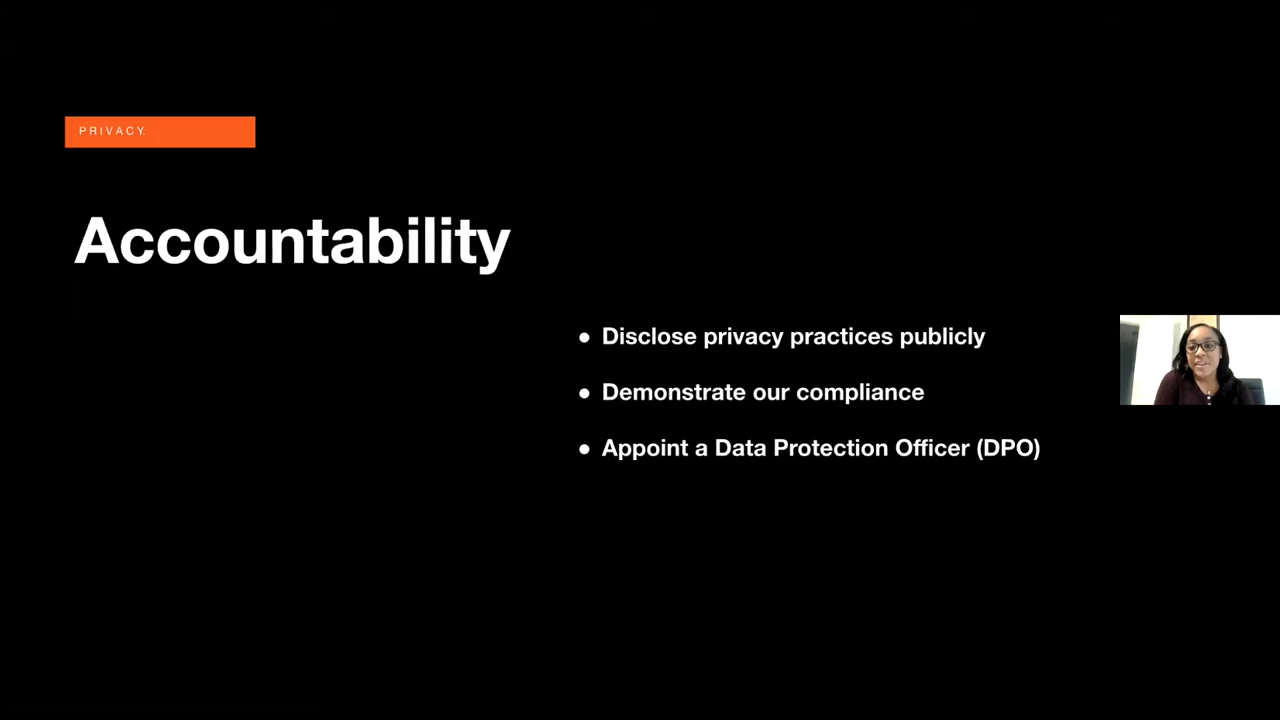 PRIVACY.
Accountability
● Disclose privacy practices publicly
● Demonstrate our compliance
● Appoint a Data Protection Officer (DPO)